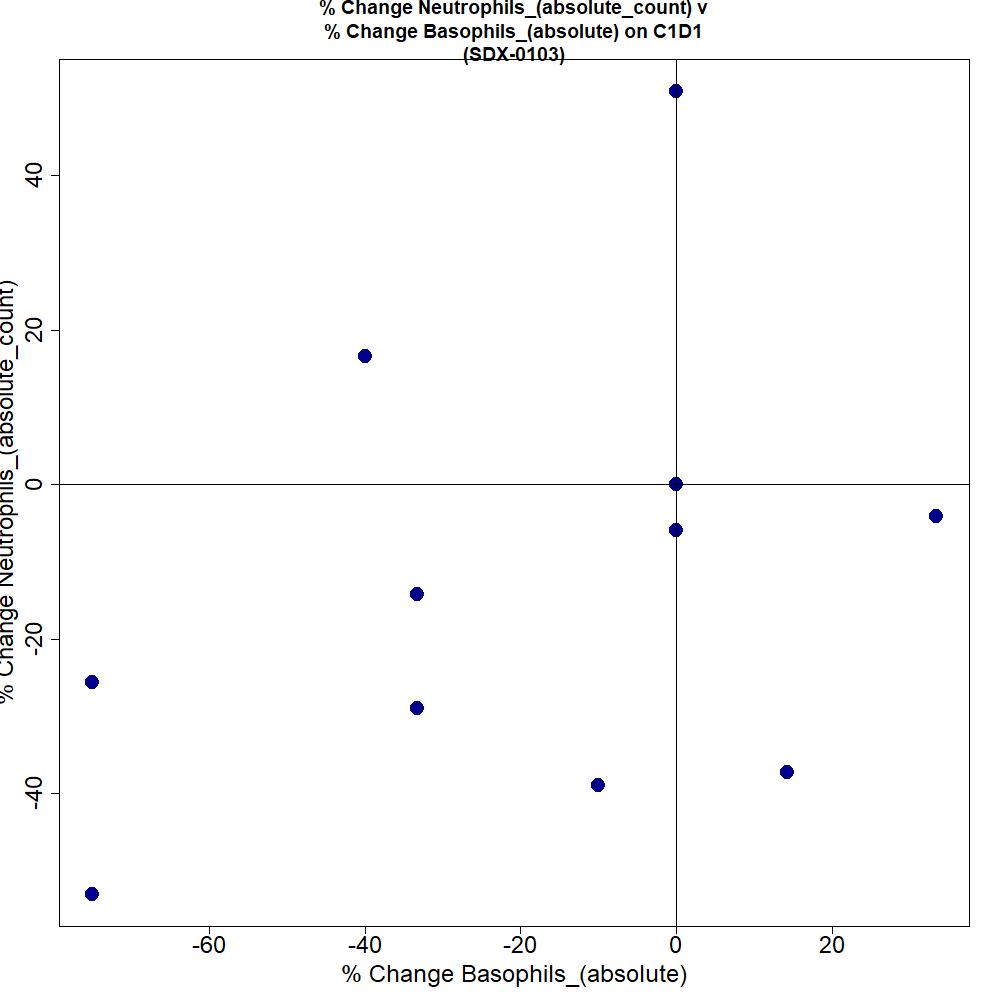 % Change Neutrophils_(absolute_count) v
% Change Basophils_(absolute) on C1D1
(SDX-0103)
% Change Neutrophils_(absolute_count)
40
20
0
-20
-40
-60
-40
-20
0
20
% Change Basophils_(absolute)